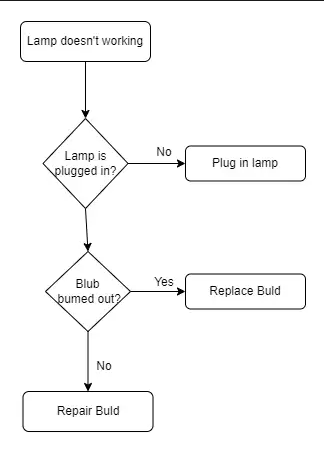 Lamp doesn't working
Lamp is
plugged in?
No
Plug in lamp
Blub
bumed out?
Yes
Replace Buld
No
Repair Buld